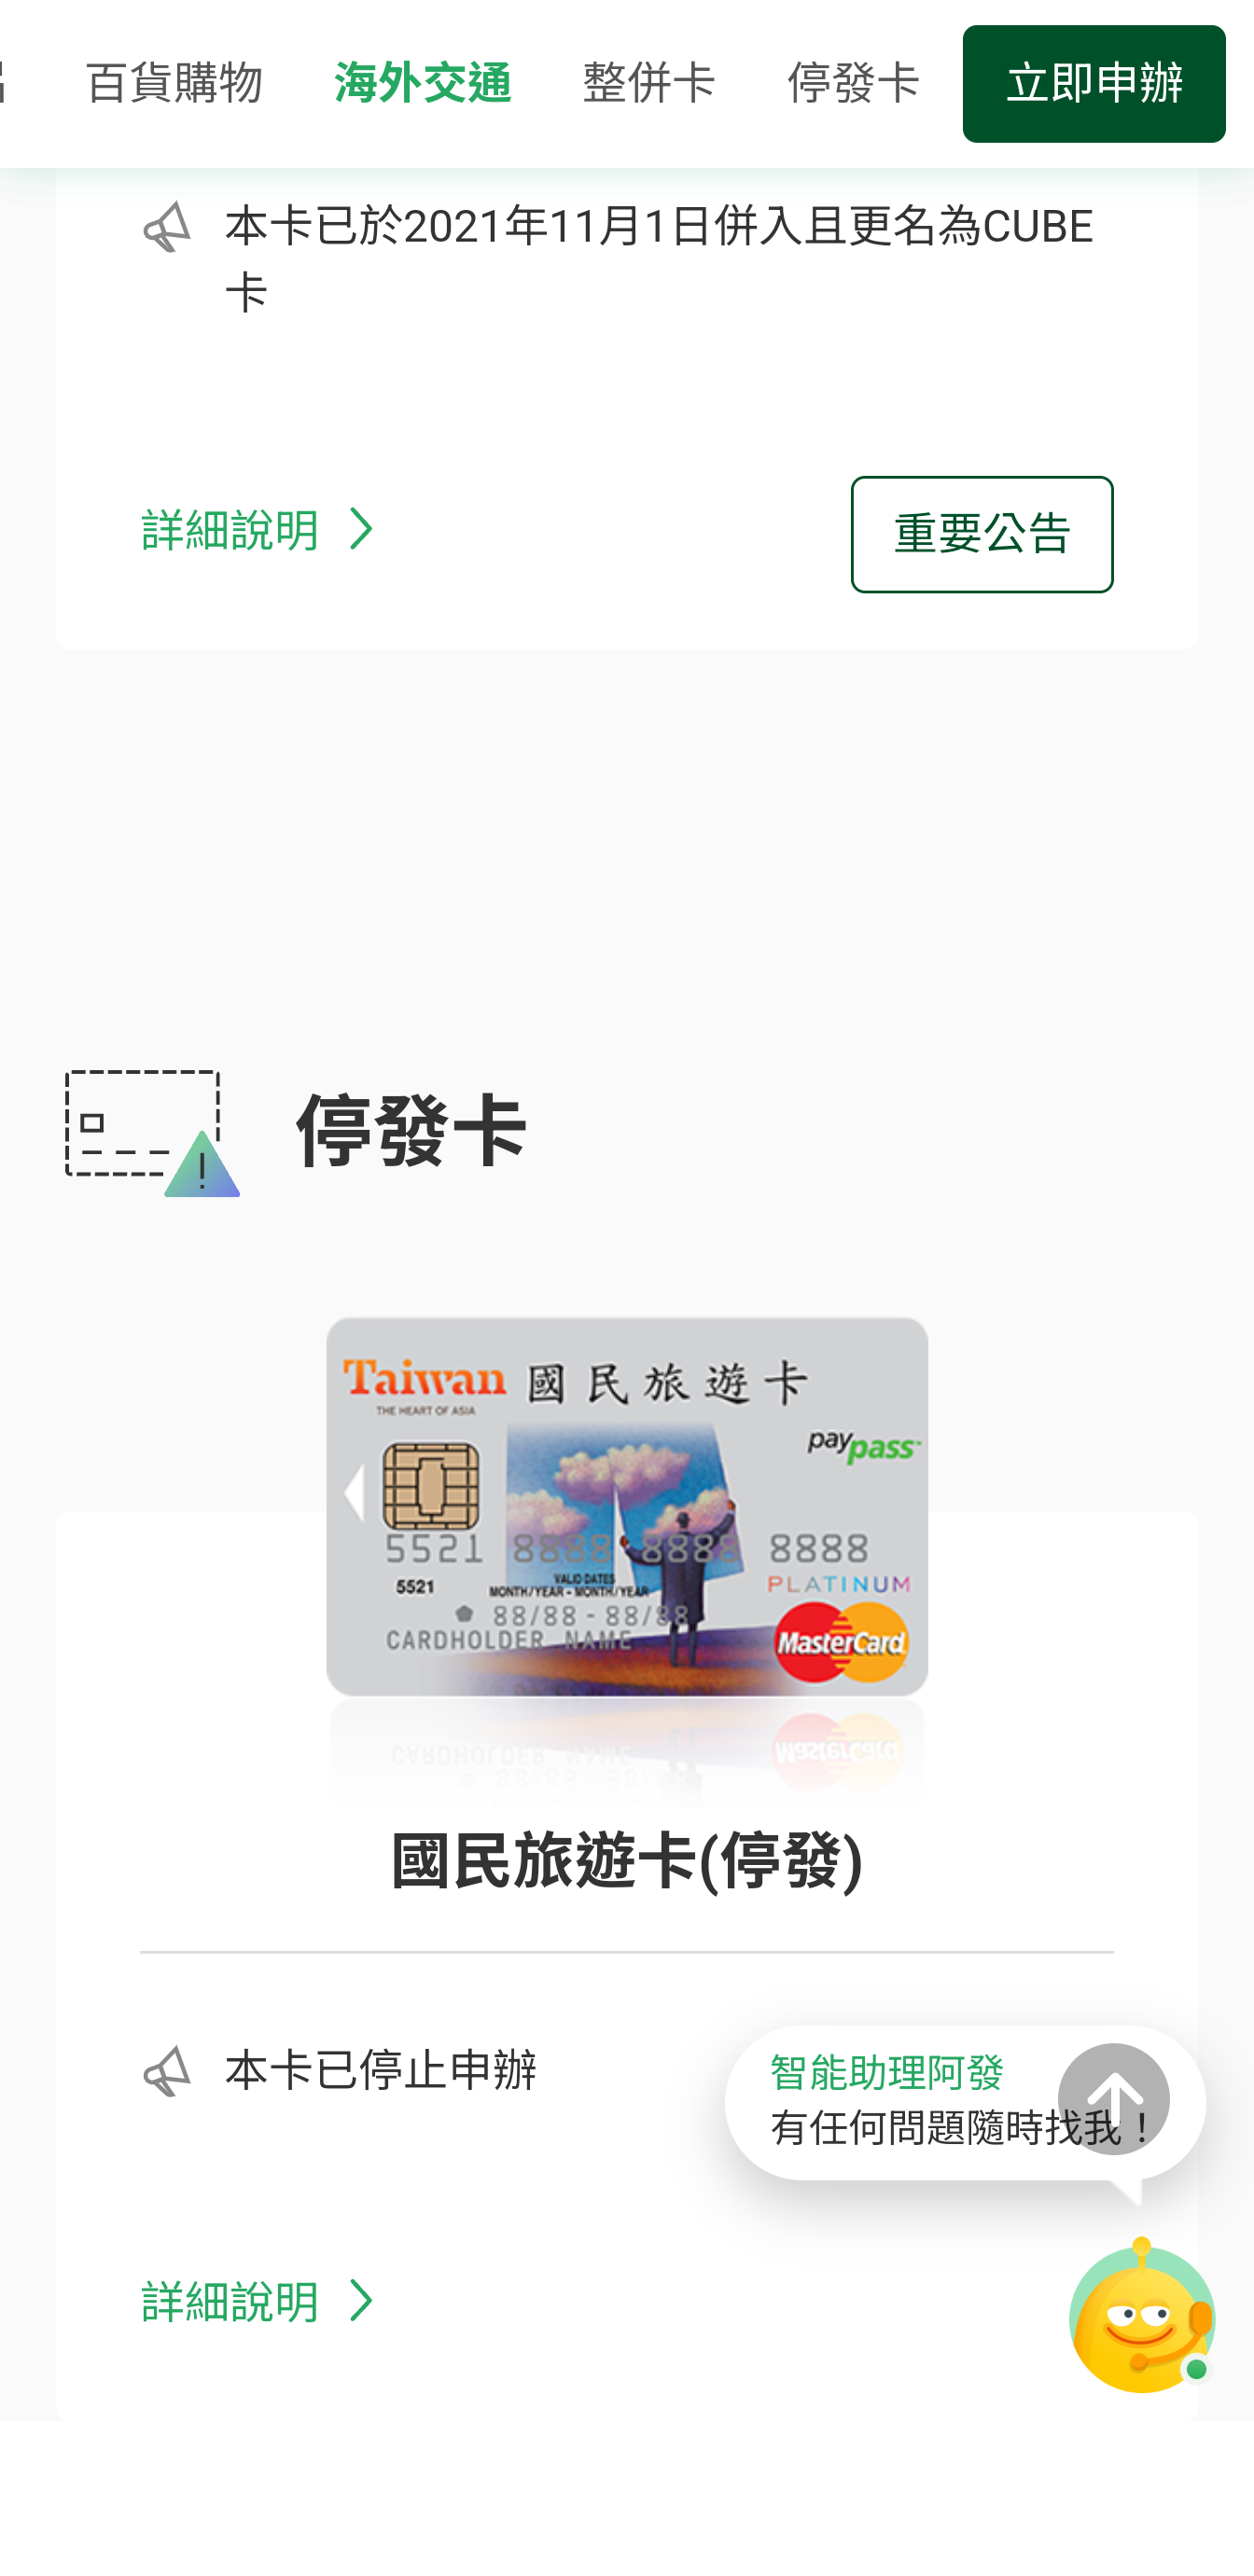 百貨購物 海外交通 整併卡 停發卡 立即申辦
本卡已於2021年11月1日併入且更名為CUBE
卡
詳細說明
重要公告
停發卡
Taiwan 國民旅遊卡
THE HEART OF ASIA
paypass
5521 8888 8888 8888
5521
VALID DATES
MONTH/YEAR - MONTH/YEAR
PLATINUM
88/88 - 88/88
CARDHOLDER NAME
MasterCard
國民旅遊卡(停發)
本卡已停止申辦
智能助理阿發
有任何問題隨時找我！
詳細說明